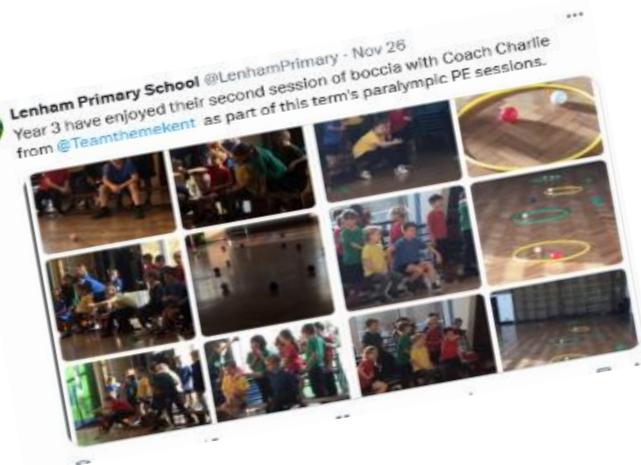 Lenham Primary School @LenhamPrimary · Nov 26
Year 3 have enjoyed their second session of boccia with Coach Charlie
from @Teamthemekent as part of this term's paralympic PE sessions.